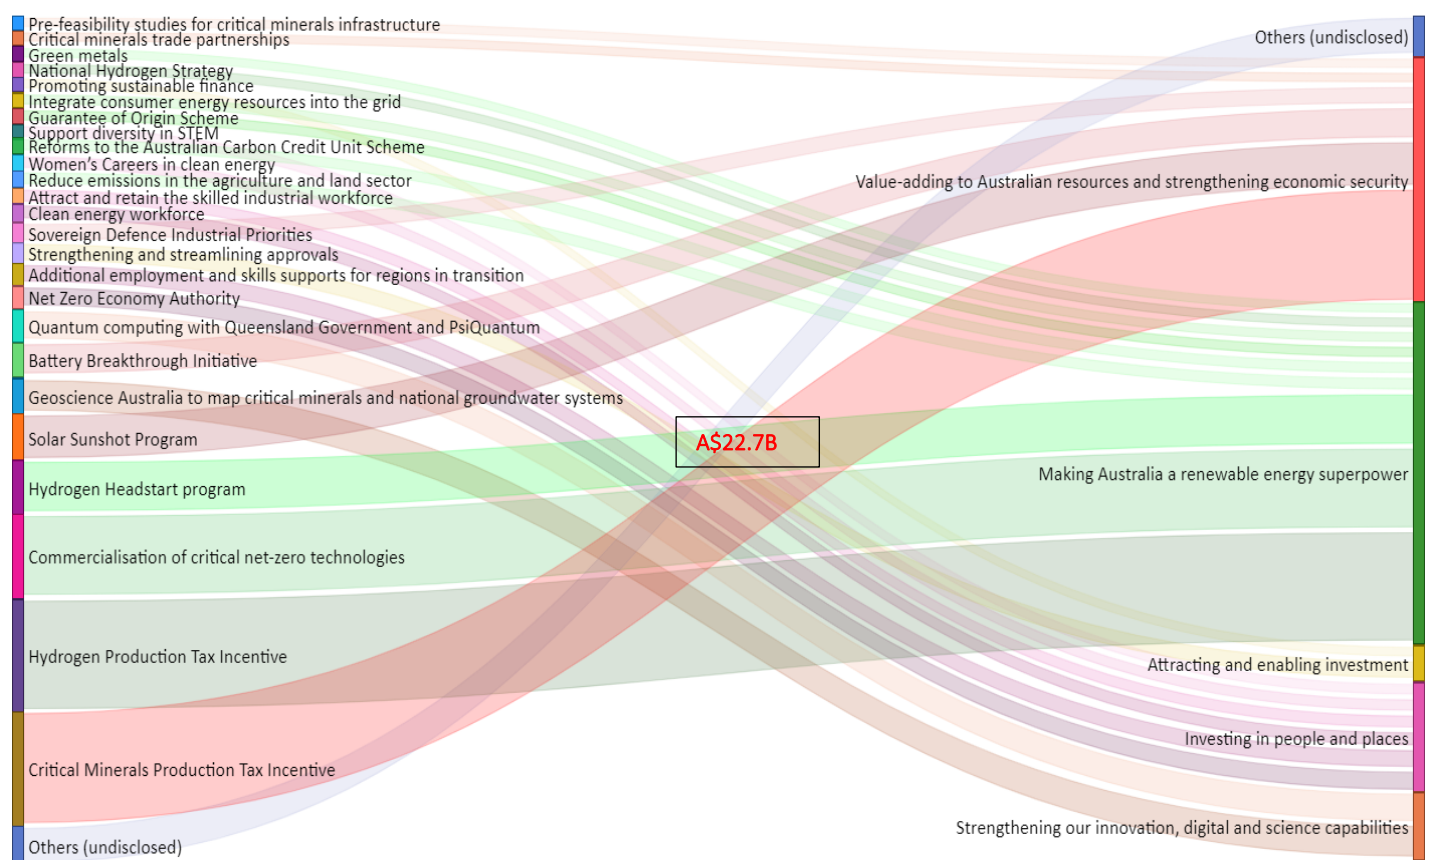 Pre-feasibility studies for critical minerals infrastructure
Critical minerals trade partnerships
Green metals
National Hydrogen Strategy
Promoting sustainable finance
Integrate consumer energy resources into the grid
Guarantee of Origin Scheme
Support diversity in STEM
Reforms to the Australian Carbon Credit Unit Scheme
Women’s Careers in clean energy
Reduce emissions in the agriculture and land sector
Attract and retain the skilled industrial workforce
Clean energy workforce
Sovereign Defence Industrial Priorities
Strengthening and streamlining approvals
Additional employment and skills supports for regions in transition
Net Zero Economy Authority
Quantum computing with Queensland Government and PsiQuantum
Battery Breakthrough Initiative
Geoscience Australia to map critical minerals and national groundwater systems
Solar Sunshot Program
Hydrogen Headstart program
Commercialisation of critical net-zero technologies
Hydrogen Production Tax Incentive
Critical Minerals Production Tax Incentive
Others (undisclosed)
A$22.7B
Others (undisclosed)
Value-adding to Australian resources and strengthening economic security
Making Australia a renewable energy superpower
Attracting and enabling investment
Investing in people and places
Strengthening our innovation, digital and science capabilities